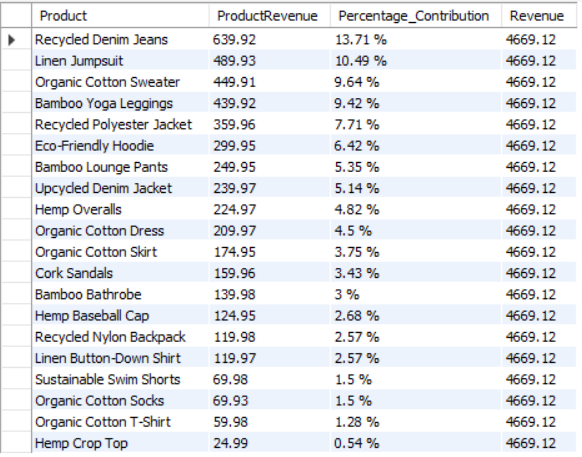 Product ProductRevenue Percentage_Contribution Revenue
Recycled Denim Jeans 639.92 13.71 % 4669.12
Linen Jumpsuit 489.93 10.49 % 4669.12
Organic Cotton Sweater 449.91 9.64 % 4669.12
Bamboo Yoga Leggings 439.92 9.42 % 4669.12
Recycled Polyester Jacket 359.96 7.71 % 4669.12
Eco-Friendly Hoodie 299.95 6.42 % 4669.12
Bamboo Lounge Pants 249.95 5.35 % 4669.12
Upcycled Denim Jacket 239.97 5.14 % 4669.12
Hemp Overalls 224.97 4.82 % 4669.12
Organic Cotton Dress 209.97 4.5 % 4669.12
Organic Cotton Skirt 174.95 3.75 % 4669.12
Cork Sandals 159.96 3.43 % 4669.12
Bamboo Bathrobe 139.98 3 % 4669.12
Hemp Baseball Cap 124.95 2.68 % 4669.12
Recycled Nylon Backpack 119.98 2.57 % 4669.12
Linen Button-Down Shirt 119.97 2.57 % 4669.12
Sustainable Swim Shorts 69.98 1.5 % 4669.12
Organic Cotton Socks 69.93 1.5 % 4669.12
Organic Cotton T-Shirt 59.98 1.28 % 4669.12
Hemp Crop Top 24.99 0.54 % 4669.12